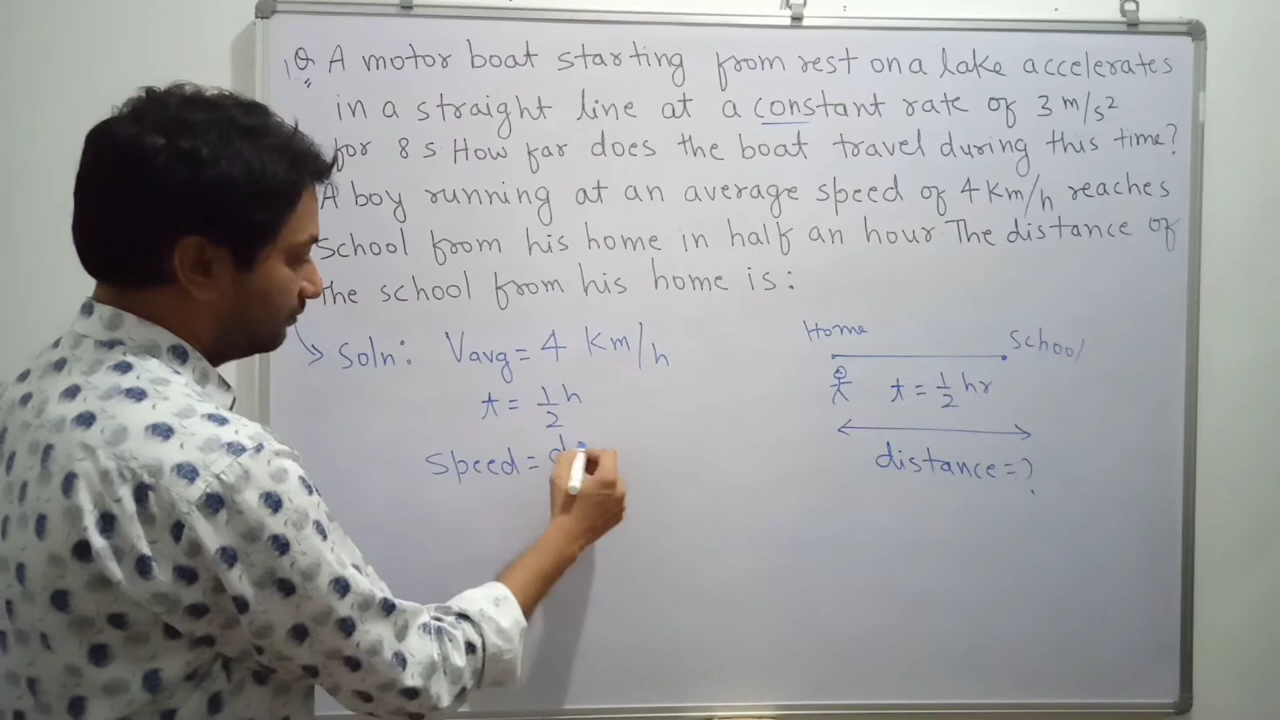 Q A motor boat starting from rest on a lake accelerates
in a straight line at a constant rate of 3 m/s²
for 8 s How far does the boat travel during this time?
A boy running at an average speed of 4 Km/h reaches
School from his home in half an hour. The distance of
the school from his home is:
Soln: Vavg = 4 Km/h
t = 1/2 h
Speed = d
Home
School
t = 1/2 hr
distance = ?